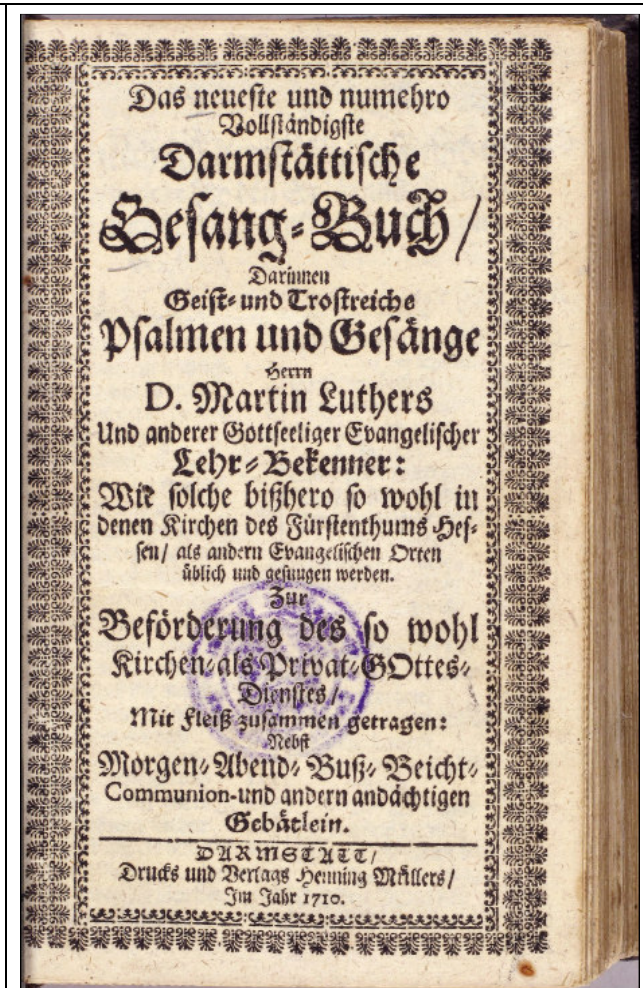 Das neueste und numehro
Vollständigste
Darmstättische
Gesang-Buch/
Darinnen
Geist- und Trostreiche
Psalmen und Gesänge
Herrn
D. Martin Luthers
Und anderer Gottseeliger Evangelischer
Lehr-Bekenner:
Wie solche bißhero so wohl in
denen Kirchen des Fürstenthums Hes-
sen/ als andern Evangelischen Orten
üblich und gesungen werden.
Zur
Beförderung des so wohl
Kirchen- als Privat-GOttes-
Dienstes/
Mit Fleiß zusammen getragen:
Nebst
Morgen- Abend- Buß- Beicht-
Communion- und andern andächtigen
Gebätlein.
DARMSTATT/
Drucks und Verlags Henning Müllers/
Im Jahr 1710.